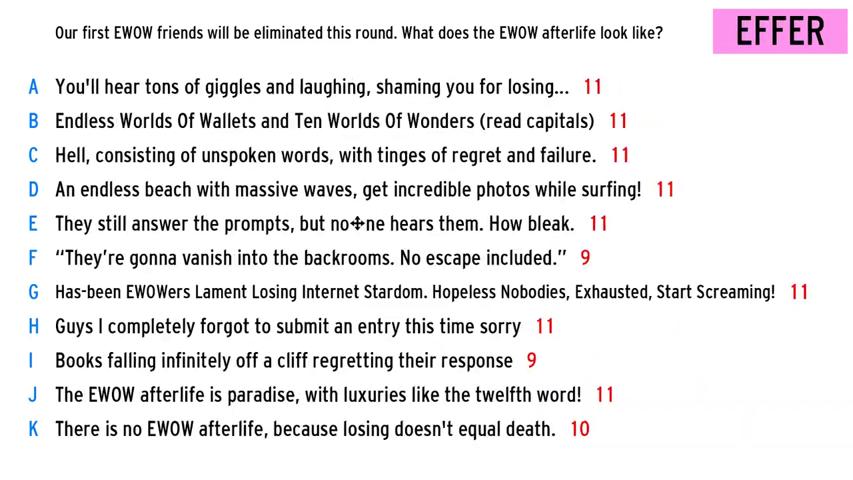 Our first EWOW friends will be eliminated this round. What does the EWOW afterlife look like?
EFFER
A You'll hear tons of giggles and laughing, shaming you for losing... 11
B Endless Worlds Of Wallets and Ten Worlds Of Wonders (read capitals) 11
C Hell, consisting of unspoken words, with tinges of regret and failure. 11
D An endless beach with massive waves, get incredible photos while surfing! 11
E They still answer the prompts, but no ne hears them. How bleak. 11
F “They’re gonna vanish into the backrooms. No escape included.” 9
G Has-been EWOWers Lament Losing Internet Stardom. Hopeless Nobodies, Exhausted, Start Screaming! 11
H Guys I completely forgot to submit an entry this time sorry 11
I Books falling infinitely off a cliff regretting their response 9
J The EWOW afterlife is paradise, with luxuries like the twelfth word! 11
K There is no EWOW afterlife, because losing doesn't equal death. 10